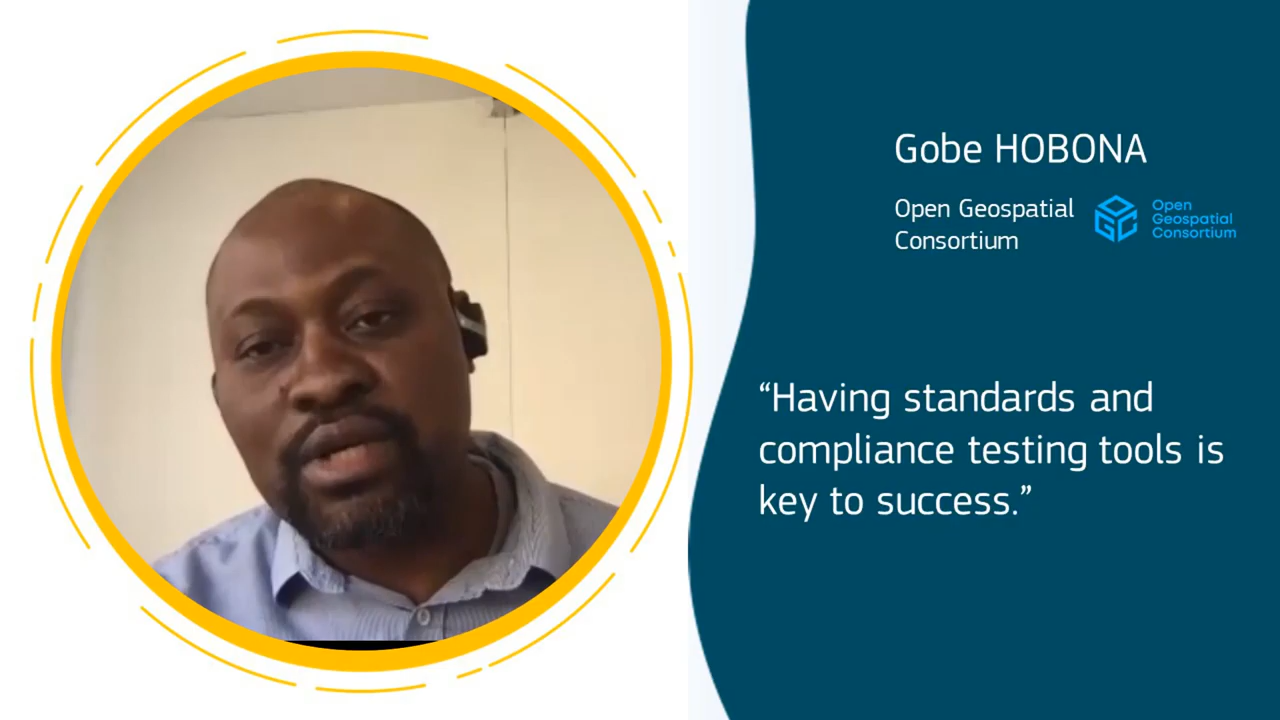 Gobe HOBONA
Open Geospatial
Consortium
Open
Geospatial
Consortium
“Having standards and
compliance testing tools is
key to success.”